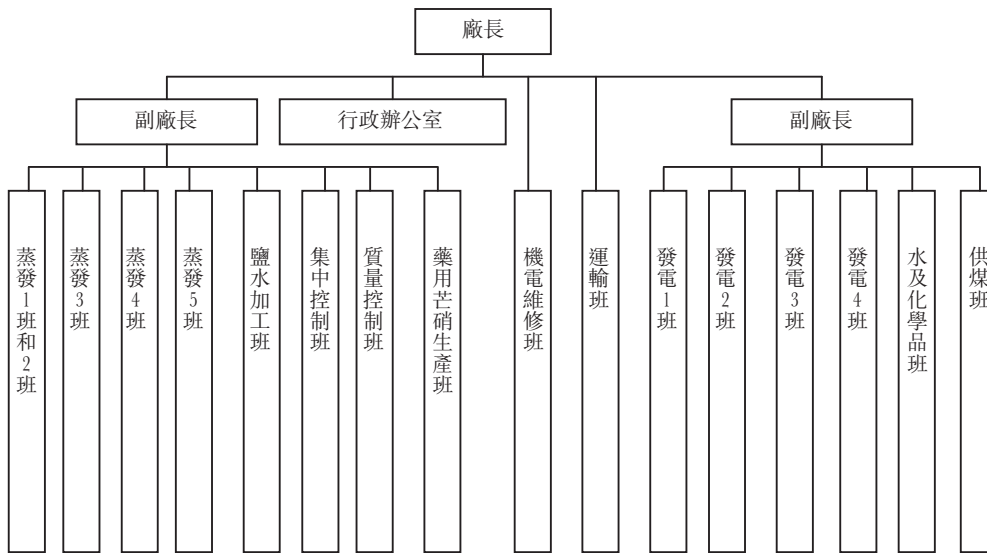 廠長
副廠長
行政辦公室
副廠長
蒸發1班和2班
蒸發3班
蒸發4班
蒸發5班
鹽水加工班
集中控制班
質量控制班
藥用芒硝生產班
機電維修班
運輸班
發電1班
發電2班
發電3班
發電4班
水及化學品班
供煤班